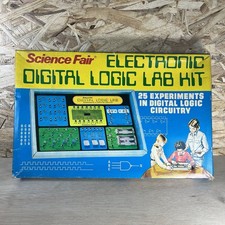 Science Fair ELECTRONIC
DIGITAL LOGIC LAB KIT
25 EXPERIMENTS
IN DIGITAL LOGIC
CIRCUITRY